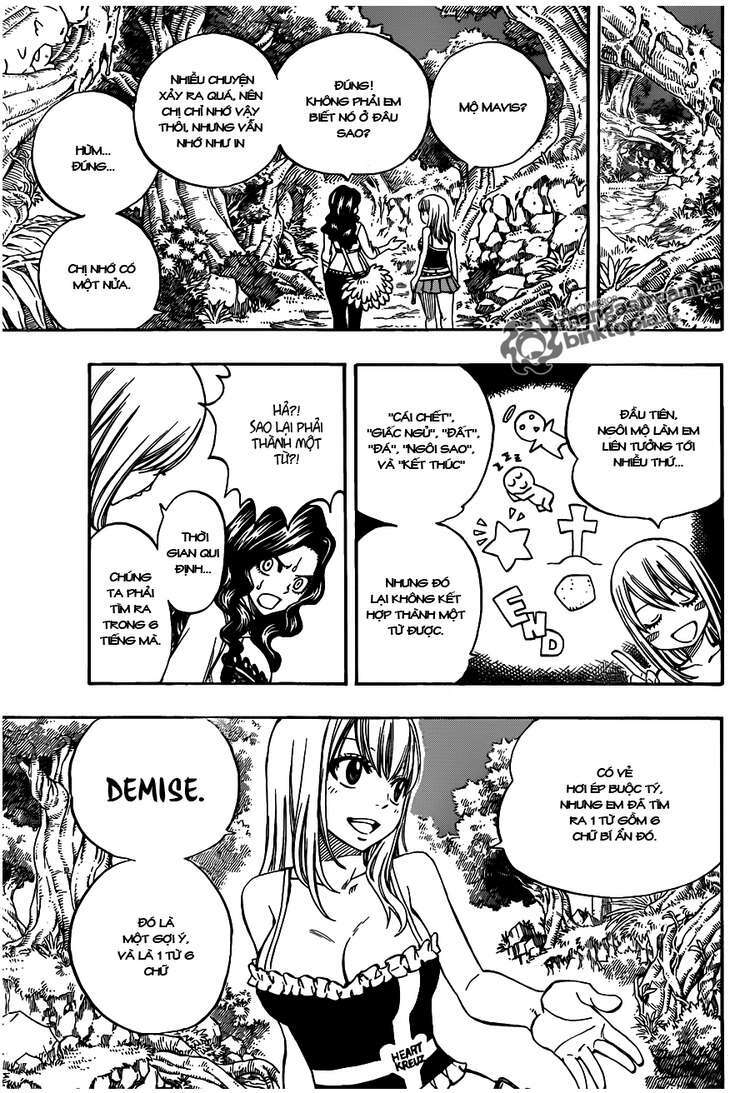 MỘ MAVIS?
ĐÚNG!
KHÔNG PHẢI EM
BIẾT NÓ Ở ĐÂU
SAO?
NHIỀU CHUYỆN
XẢY RA QUÁ, NÊN
CHỊ CHỈ NHỚ VẬY
THÔI, NHƯNG VẪN
NHỚ NHƯ IN
HỪM...
ĐÚNG...
CHỊ NHỚ CÓ
MỘT NỬA.
mangastream.com
binktopia
ĐẦU TIÊN,
NGÔI MỘ LÀM EM
LIÊN TƯỞNG TỚI
NHIỀU THỨ...
"CÁI CHẾT",
"GIẤC NGỦ", "ĐẤT",
"ĐÁ", "NGÔI SAO",
VÀ "KẾT THÚC"
ZZZ
END
NHƯNG ĐÓ
LẠI KHÔNG KẾT
HỢP THÀNH MỘT
TỪ ĐƯỢC.
HẢ?!
SAO LẠI PHẢI
THÀNH MỘT
TỪ?!
THỜI
GIAN QUI
ĐỊNH...
CHÚNG
TA PHẢI
TÌM RA
TRONG 6
TIẾNG MÀ.
CÓ VẺ
HƠI ÉP BUỘC TÝ,
NHƯNG EM ĐÃ TÌM
RA 1 TỪ GỒM 6
CHỮ BÍ ẨN ĐÓ.
DEMISE.
ĐÓ LÀ
MỘT GỢI Ý,
VÀ LÀ 1 TỪ 6
CHỮ
HEART
KREUZ